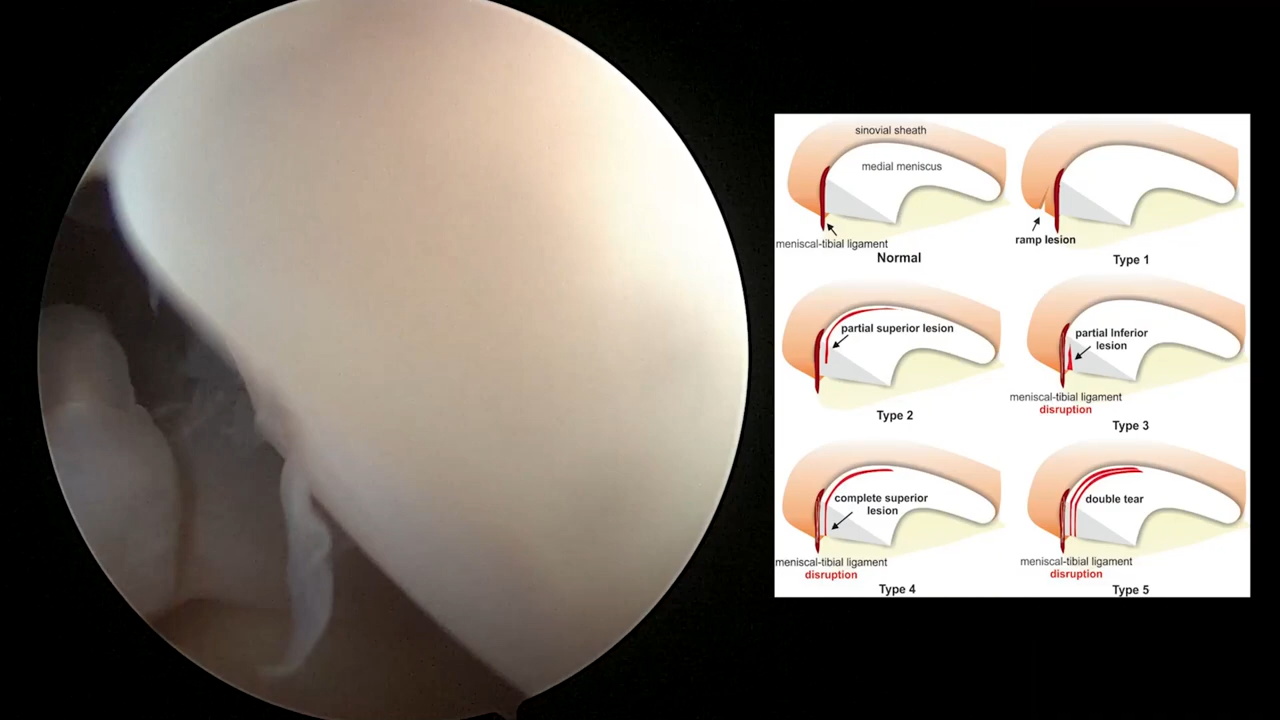 sinovial sheath
medial meniscus
meniscal-tibial ligament
Normal
ramp lesion
Type 1
partial superior lesion
Type 2
partial Inferior
lesion
meniscal-tibial ligament
disruption
Type 3
complete superior
lesion
meniscal-tibial ligament
disruption
Type 4
double tear
meniscal-tibial ligament
disruption
Type 5